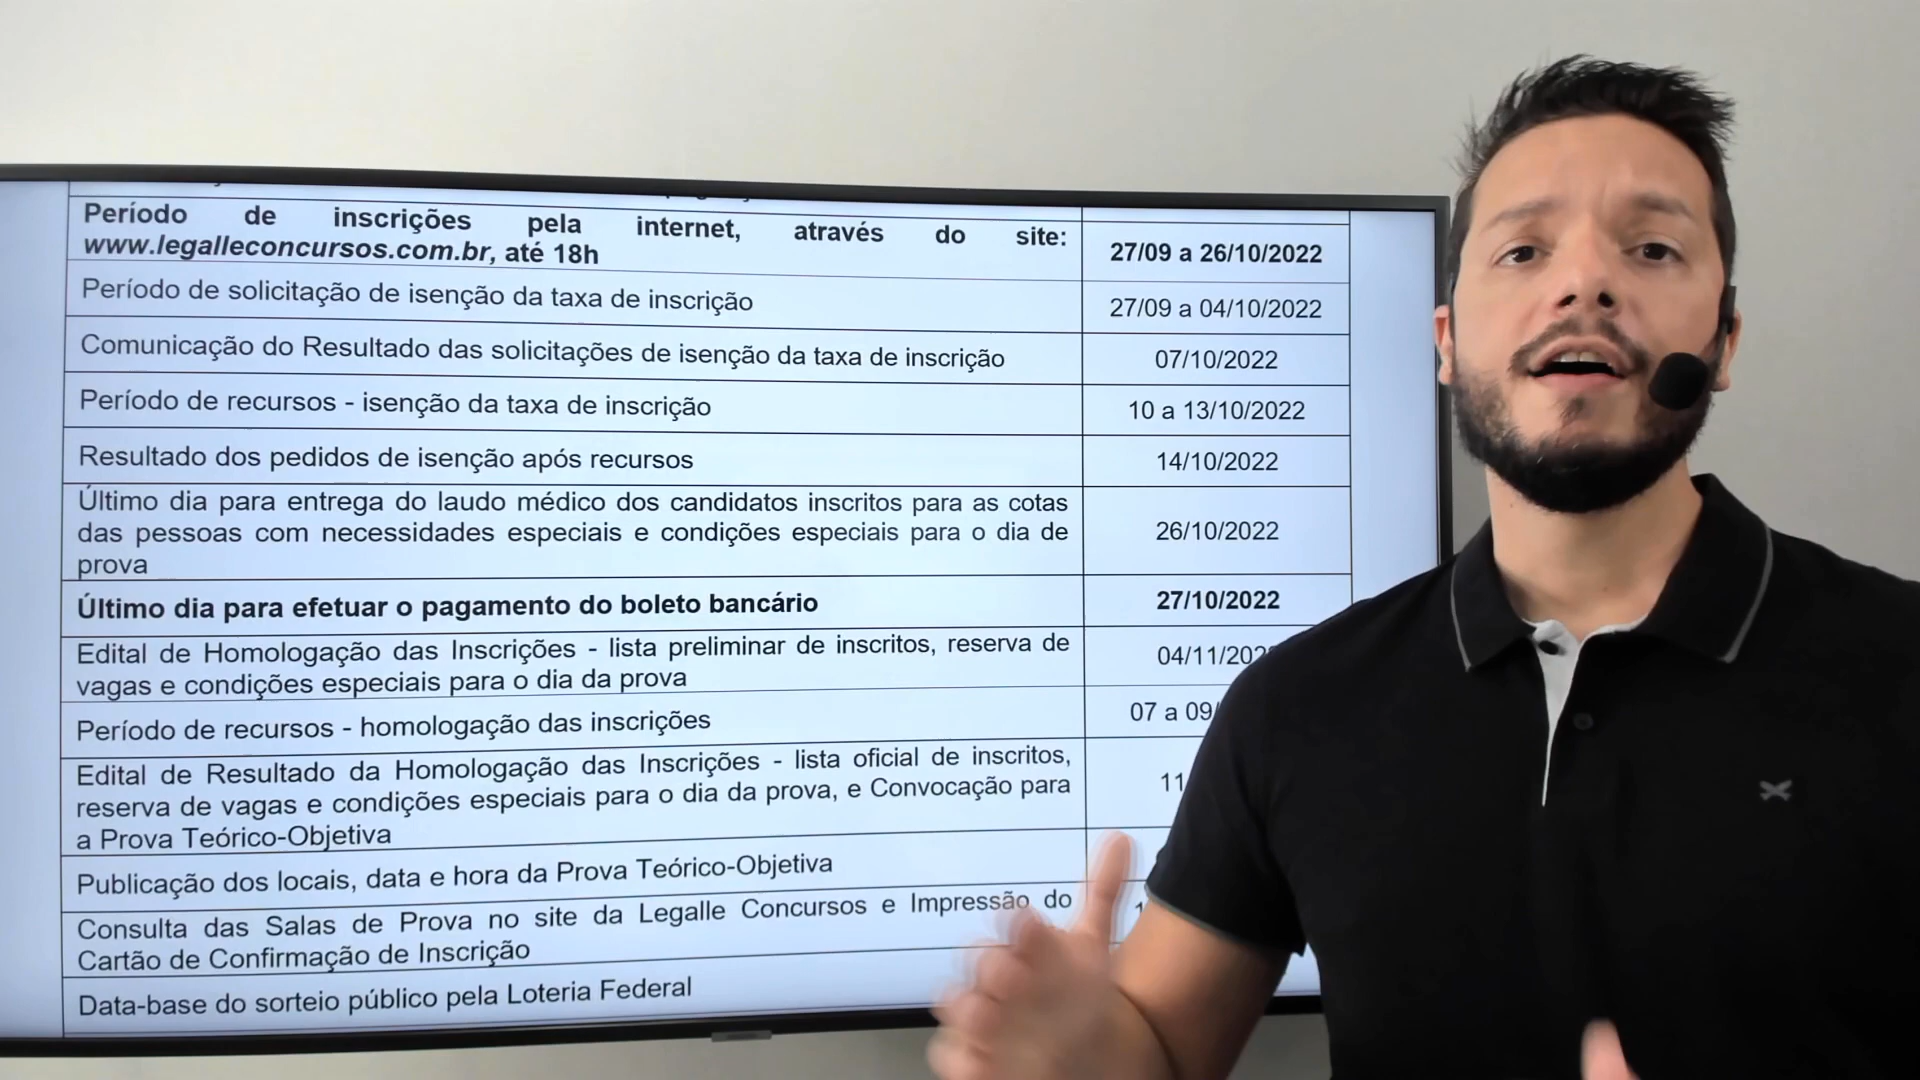 Período de inscrições pela internet, através do site:
www.legalleconcursos.com.br, até 18h
27/09 a 26/10/2022
Período de solicitação de isenção da taxa de inscrição
27/09 a 04/10/2022
Comunicação do Resultado das solicitações de isenção da taxa de inscrição
07/10/2022
Período de recursos - isenção da taxa de inscrição
10 a 13/10/2022
Resultado dos pedidos de isenção após recursos
14/10/2022
Último dia para entrega do laudo médico dos candidatos inscritos para as cotas
das pessoas com necessidades especiais e condições especiais para o dia de
prova
26/10/2022
Último dia para efetuar o pagamento do boleto bancário
27/10/2022
Edital de Homologação das Inscrições - lista preliminar de inscritos, reserva de
vagas e condições especiais para o dia da prova
04/11/202
Período de recursos - homologação das inscrições
07 a 09/
Edital de Resultado da Homologação das Inscrições - lista oficial de inscritos,
reserva de vagas e condições especiais para o dia da prova, e Convocação para
a Prova Teórico-Objetiva
11
Publicação dos locais, data e hora da Prova Teórico-Objetiva
Consulta das Salas de Prova no site da Legalle Concursos e Impressão do
Cartão de Confirmação de Inscrição
Data-base do sorteio público pela Loteria Federal